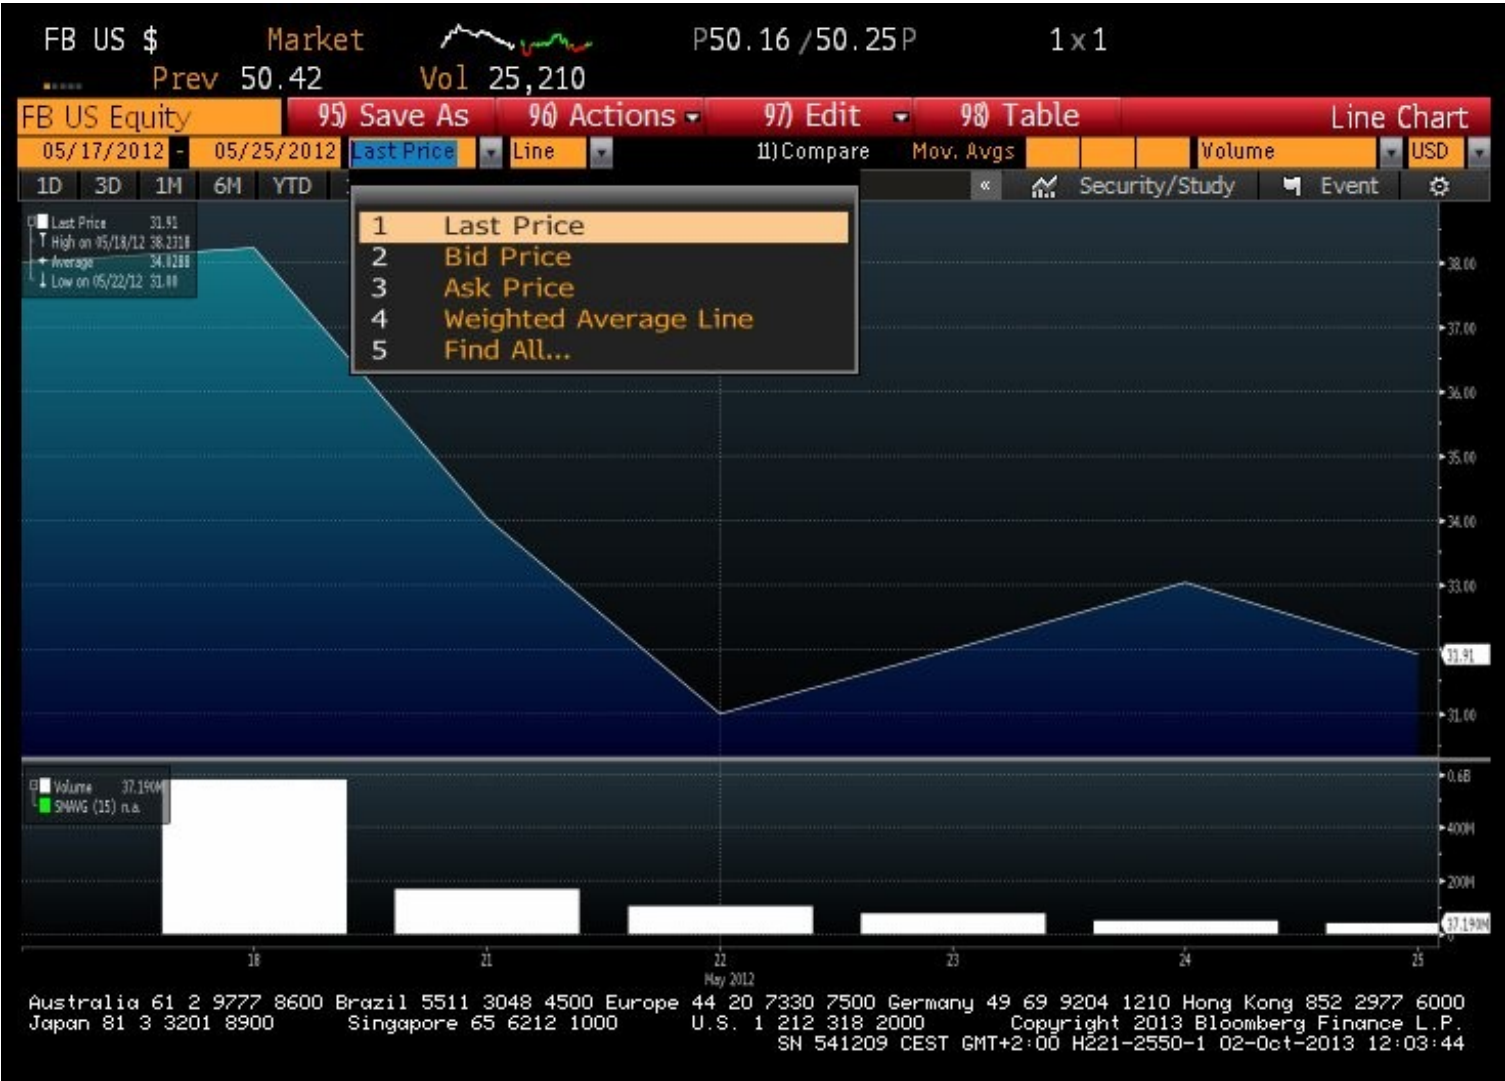 FB US $ Market P50.16/50.25P 1x1
Prev 50.42 Vol 25,210
FB US Equity 95) Save As 96) Actions 97) Edit 98) Table Line Chart
05/17/2012 - 05/25/2012 Last Price Line 11) Compare Mov. Avgs Volume USD
1D 3D 1M 6M YTD « Security/Study Event
Last Price 31.91
High on 05/18/12 38.2318
Average 34.0288
Low on 05/22/12 31.00
1 Last Price
2 Bid Price
3 Ask Price
4 Weighted Average Line
5 Find All...
38.00
37.00
36.00
35.00
34.00
33.00
31.91
31.00
Volume 37.190M
SMAVG (15) n.a.
0.6B
400M
200M
37.190M
0
18 21 22 23 24 25
May 2012
Australia 61 2 9777 8600 Brazil 5511 3048 4500 Europe 44 20 7330 7500 Germany 49 69 9204 1210 Hong Kong 852 2977 6000
Japan 81 3 3201 8900 Singapore 65 6212 1000 U.S. 1 212 318 2000 Copyright 2013 Bloomberg Finance L.P.
SN 541209 CEST GMT+2:00 H221-2550-1 02-Oct-2013 12:03:44